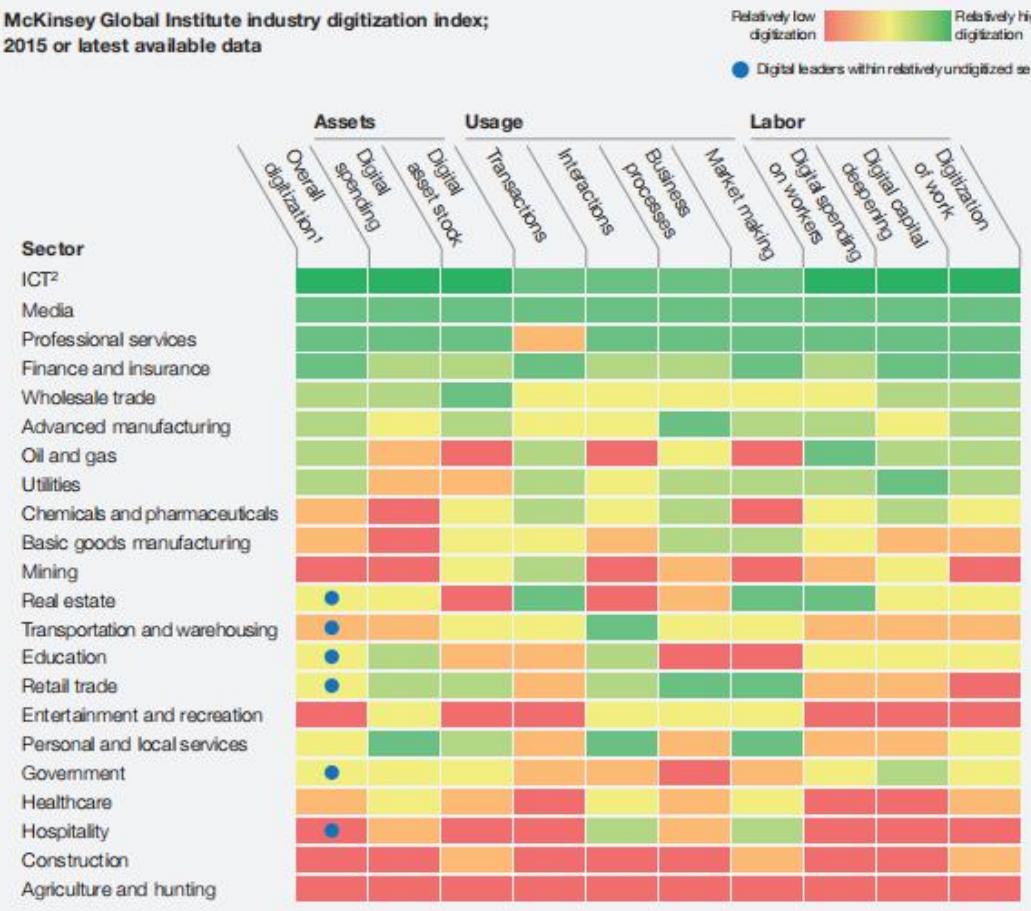 McKinsey Global Institute industry digitization index;
2015 or latest available data
Relatively low
digitization
Relatively
digitization
Digital leaders within relatively undigitized
Assets
Usage
Labor
Overall
digitization¹
Digital
spending
Digital
asset stock
Transactions
Interactions
Business
processes
Market making
Digital spending
on workers
Digital capital
deepening
Digitization
of work
Sector
ICT²
Media
Professional services
Finance and insurance
Wholesale trade
Advanced manufacturing
Oil and gas
Utilities
Chemicals and pharmaceuticals
Basic goods manufacturing
Mining
Real estate
Transportation and warehousing
Education
Retail trade
Entertainment and recreation
Personal and local services
Government
Healthcare
Hospitality
Construction
Agriculture and hunting